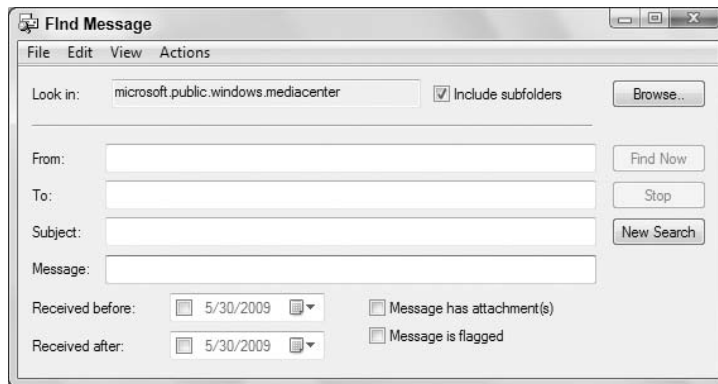 FInd Message
File Edit View Actions
Look in: microsoft.public.windows.mediacenter Include subfolders Browse..
From: Find Now
To: Stop
Subject: New Search
Message:
Received before: 5/30/2009 Message has attachment(s)
Message is flagged
Received after: 5/30/2009